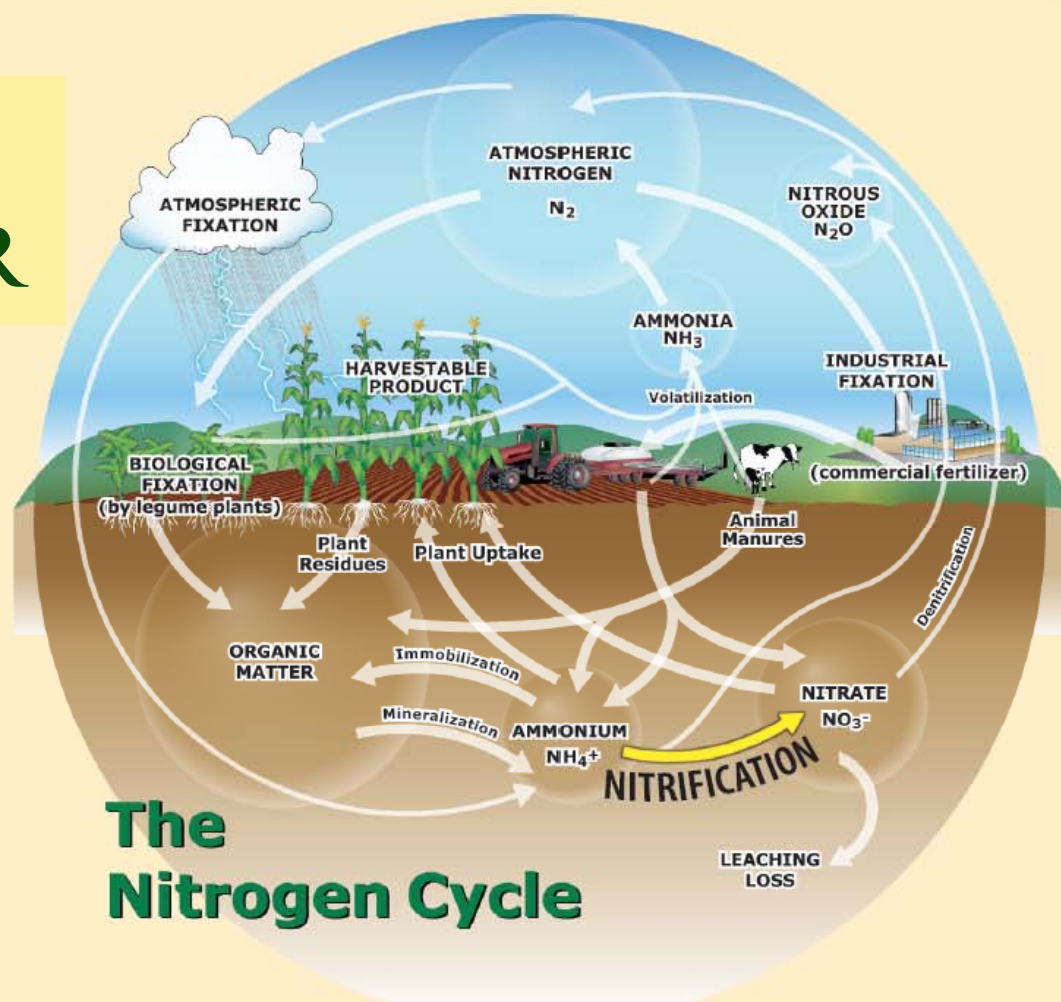 R
ATMOSPHERIC
NITROGEN
N₂
ATMOSPHERIC
FIXATION
NITROUS
OXIDE
N₂O
AMMONIA
NH₃
HARVESTABLE
PRODUCT
INDUSTRIAL
FIXATION
(commercial fertilizer)
Volatilization
BIOLOGICAL
FIXATION
(by legume plants)
Plant
Residues
Plant Uptake
Animal
Manures
Denitrification
ORGANIC
MATTER
Immobilization
Mineralization
AMMONIUM
NH₄⁺
NITRATE
NO₃⁻
NITRIFICATION
LEACHING
LOSS
The
Nitrogen Cycle